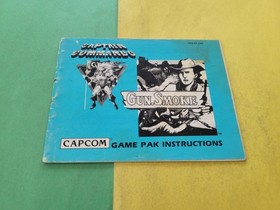 CAPTAIN
COMMANDO
GUN.SMOKE
CAPCOM GAME PAK INSTRUCTIONS